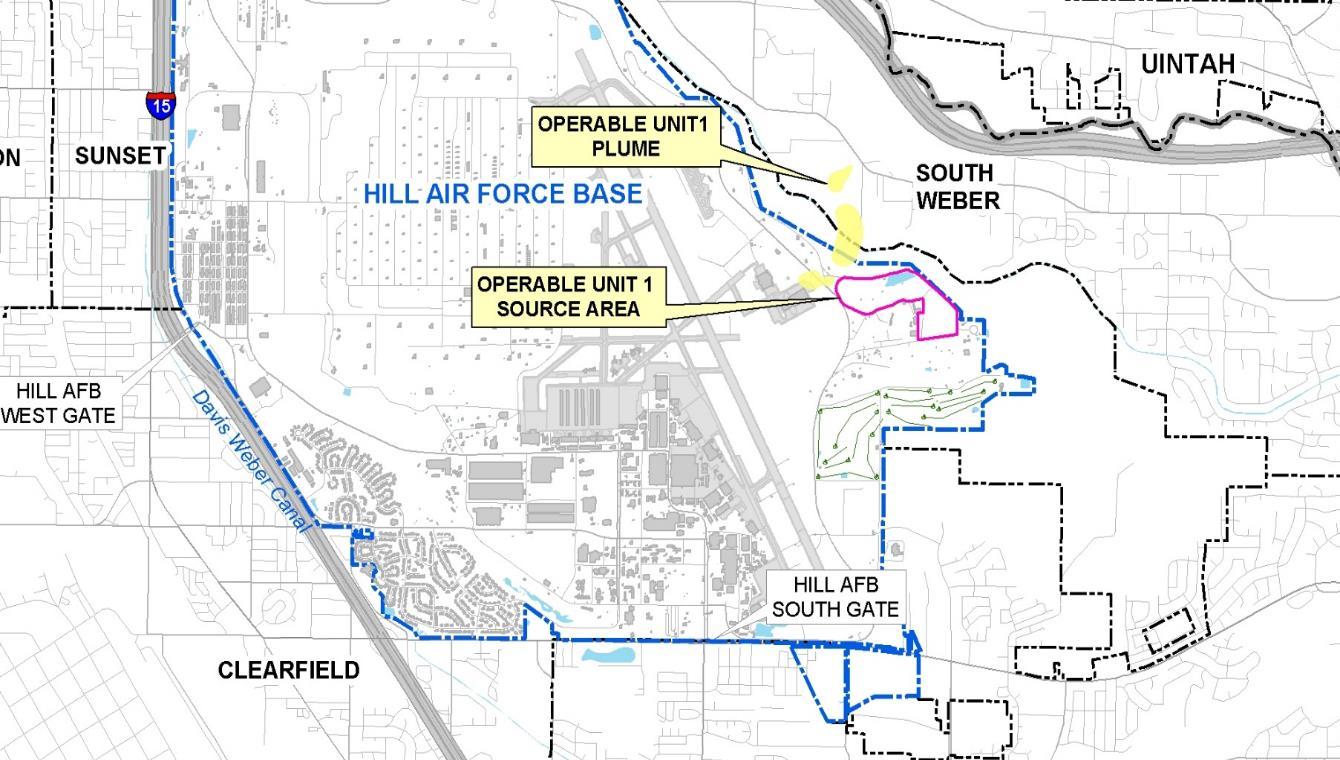 UINTAH
15
OPERABLE UNIT1
PLUME
ON
SUNSET
SOUTH
WEBER
HILL AIR FORCE BASE
OPERABLE UNIT 1
SOURCE AREA
HILL AFB
WEST GATE
Davis Weber Canal
HILL AFB
SOUTH GATE
CLEARFIELD